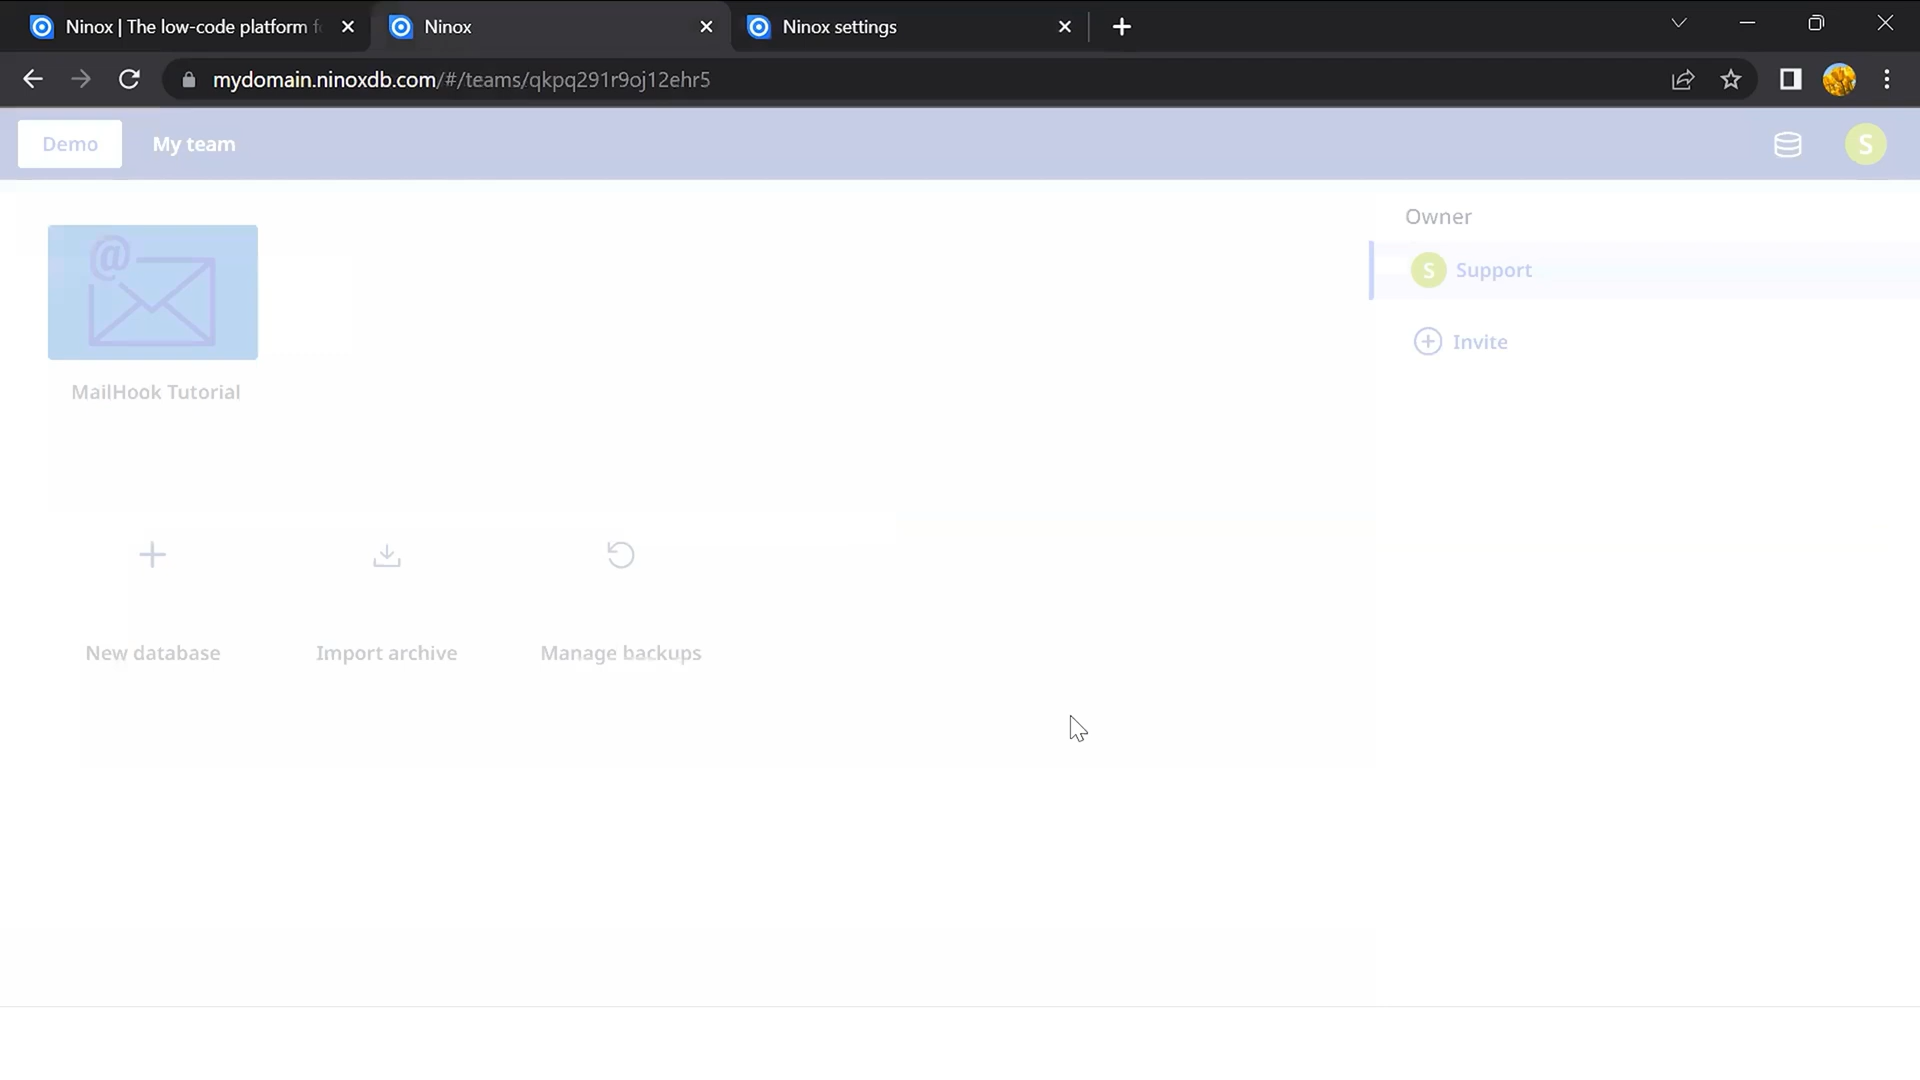 Ninox | The low-code platform f
Ninox
Ninox settings
mydomain.ninoxdb.com/#/teams/qkpq291r9oj12ehr5
Demo
My team
S
Owner
S Support
Invite
@
MailHook Tutorial
New database
Import archive
Manage backups